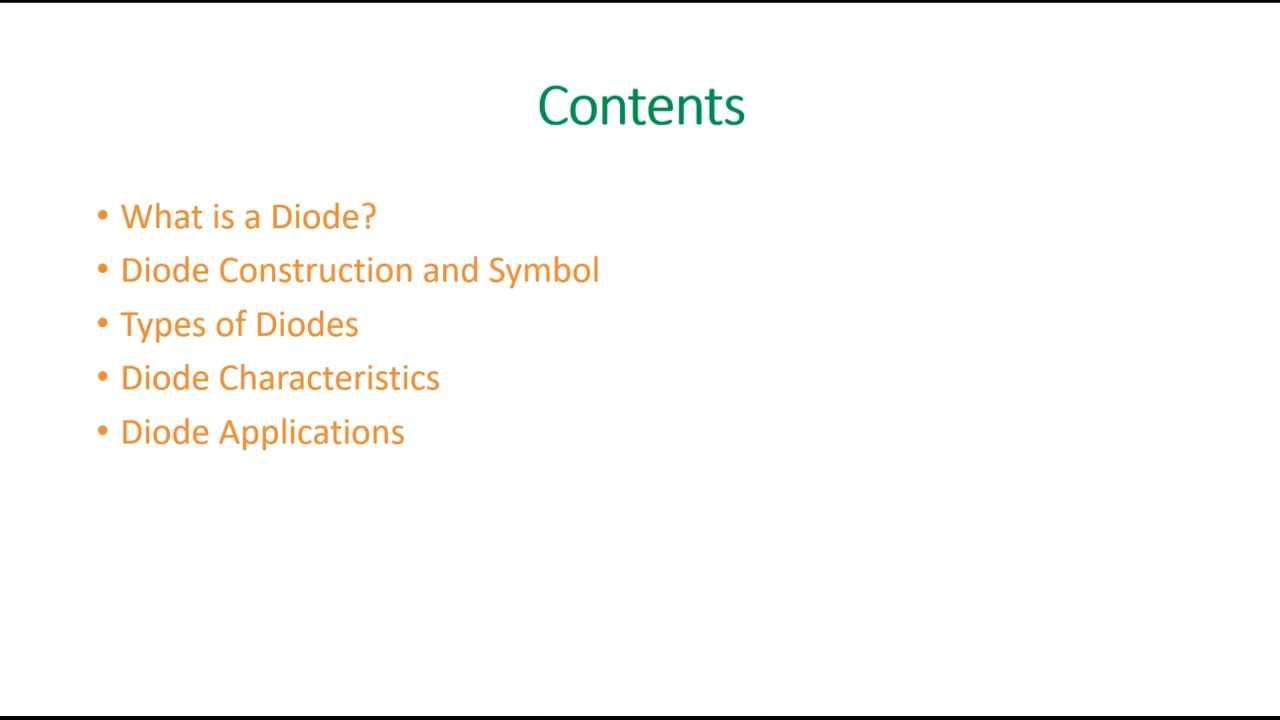 Contents
• What is a Diode?
• Diode Construction and Symbol
• Types of Diodes
• Diode Characteristics
• Diode Applications